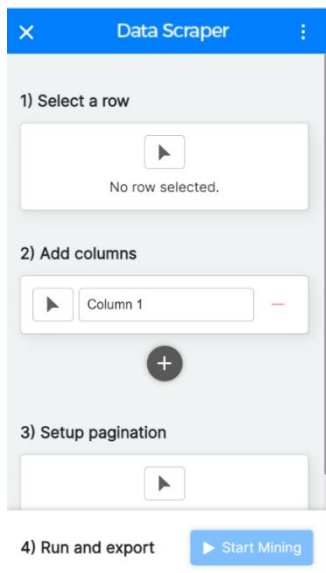 Data Scraper
1) Select a row
No row selected.
2) Add columns
Column 1
3) Setup pagination
4) Run and export
Start Mining